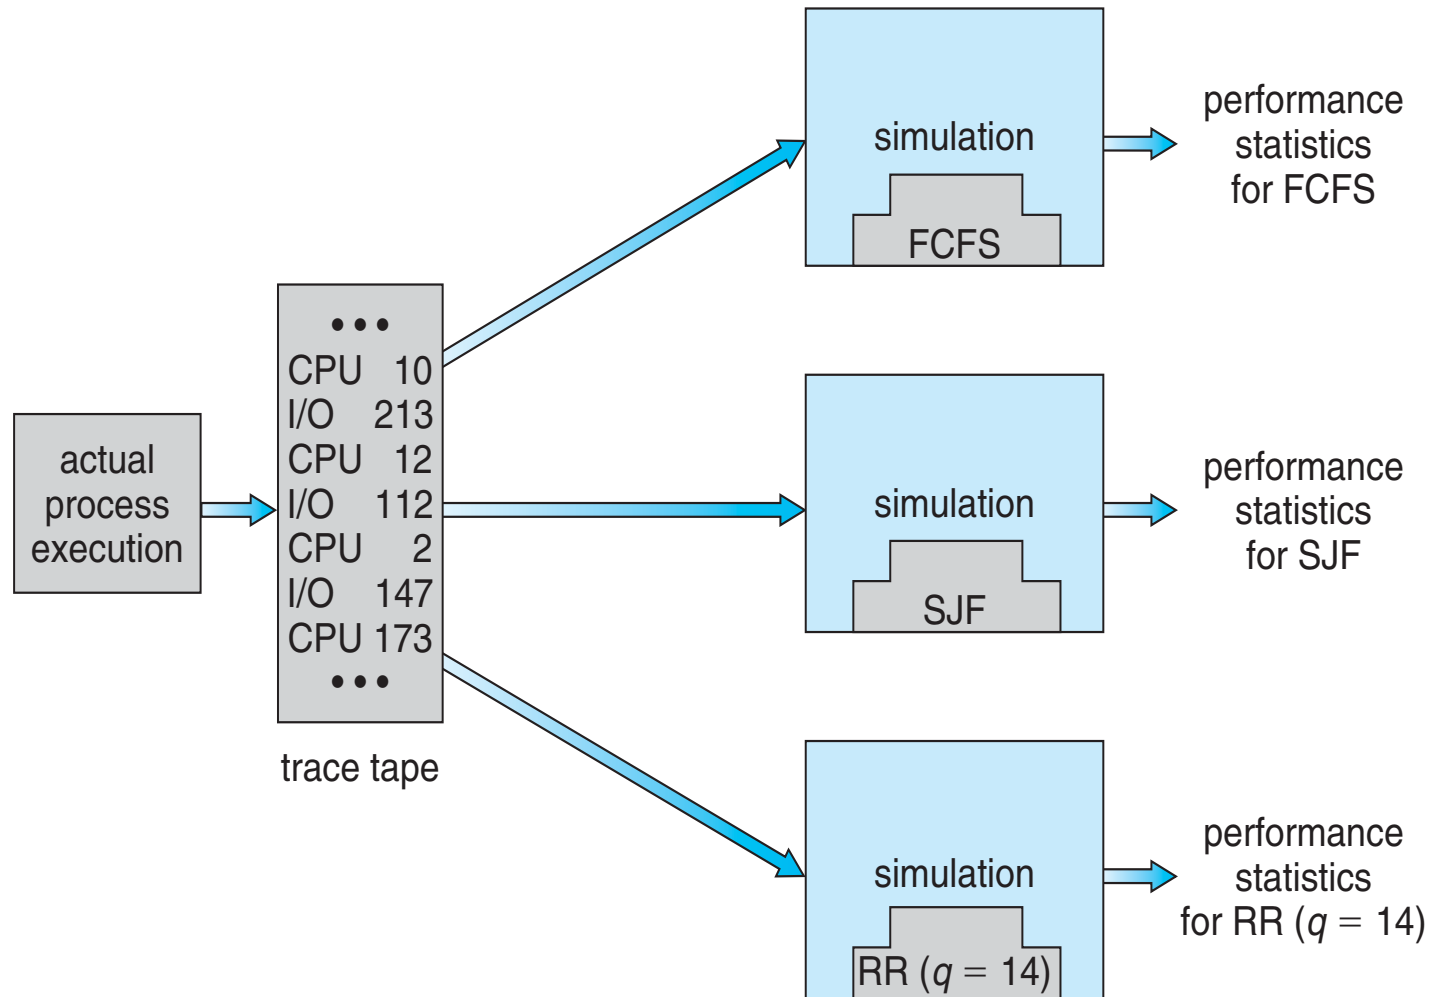 actual
process
execution
•••
CPU 10
I/O 213
CPU 12
I/O 112
CPU 2
I/O 147
CPU 173
•••
trace tape
simulation
FCFS
performance
statistics
for FCFS
simulation
SJF
performance
statistics
for SJF
simulation
RR (q = 14)
performance
statistics
for RR (q = 14)